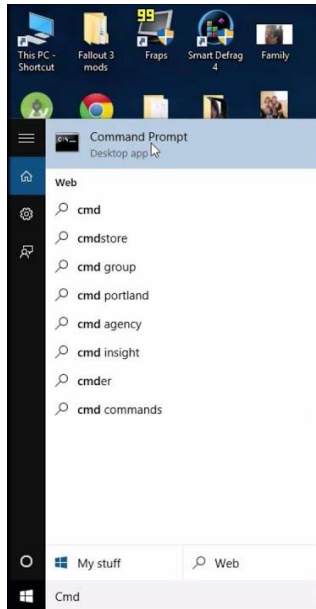 99
This PC - Shortcut
Fallout 3 mods
Fraps
Smart Defrag 4
Family
Command Prompt
Desktop app
Web
cmd
cmdstore
cmd group
cmd portland
cmd agency
cmd insight
cmder
cmd commands
My stuff
Web
Cmd